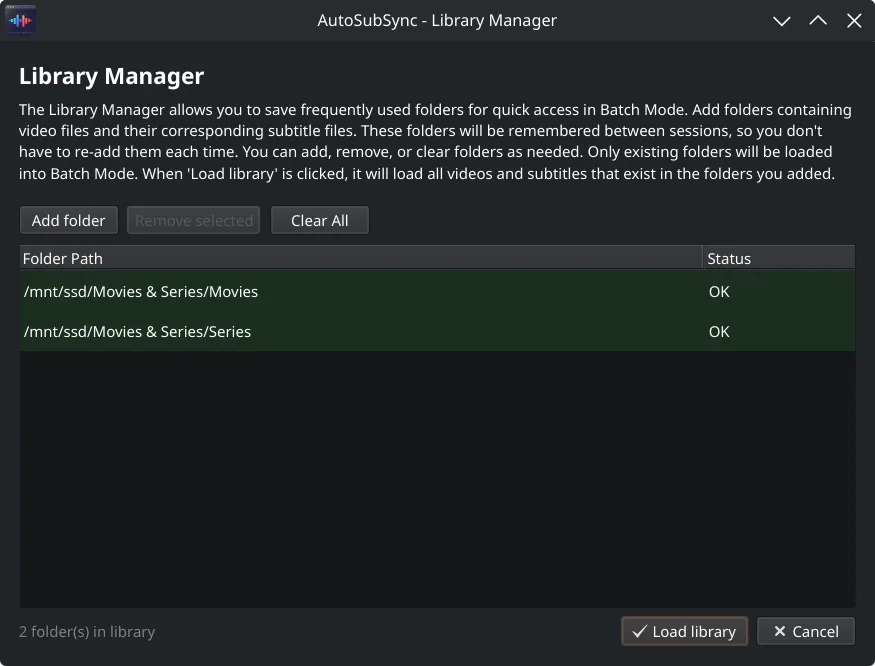 AutoSubSync - Library Manager
Library Manager
The Library Manager allows you to save frequently used folders for quick access in Batch Mode. Add folders containing
video files and their corresponding subtitle files. These folders will be remembered between sessions, so you don't
have to re-add them each time. You can add, remove, or clear folders as needed. Only existing folders will be loaded
into Batch Mode. When 'Load library' is clicked, it will load all videos and subtitles that exist in the folders you added.
Add folder Remove selected Clear All
Folder Path Status
/mnt/ssd/Movies & Series/Movies OK
/mnt/ssd/Movies & Series/Series OK
2 folder(s) in library Load library Cancel